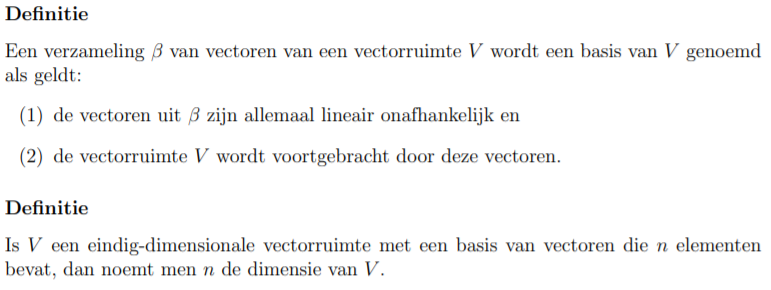 Definitie
Een verzameling β van vectoren van een vectorruimte V wordt een basis van V genoemd
als geldt:
(1) de vectoren uit β zijn allemaal lineair onafhankelijk en
(2) de vectorruimte V wordt voortgebracht door deze vectoren.
Definitie
Is V een eindig-dimensionale vectorruimte met een basis van vectoren die n elementen
bevat, dan noemt men n de dimensie van V.